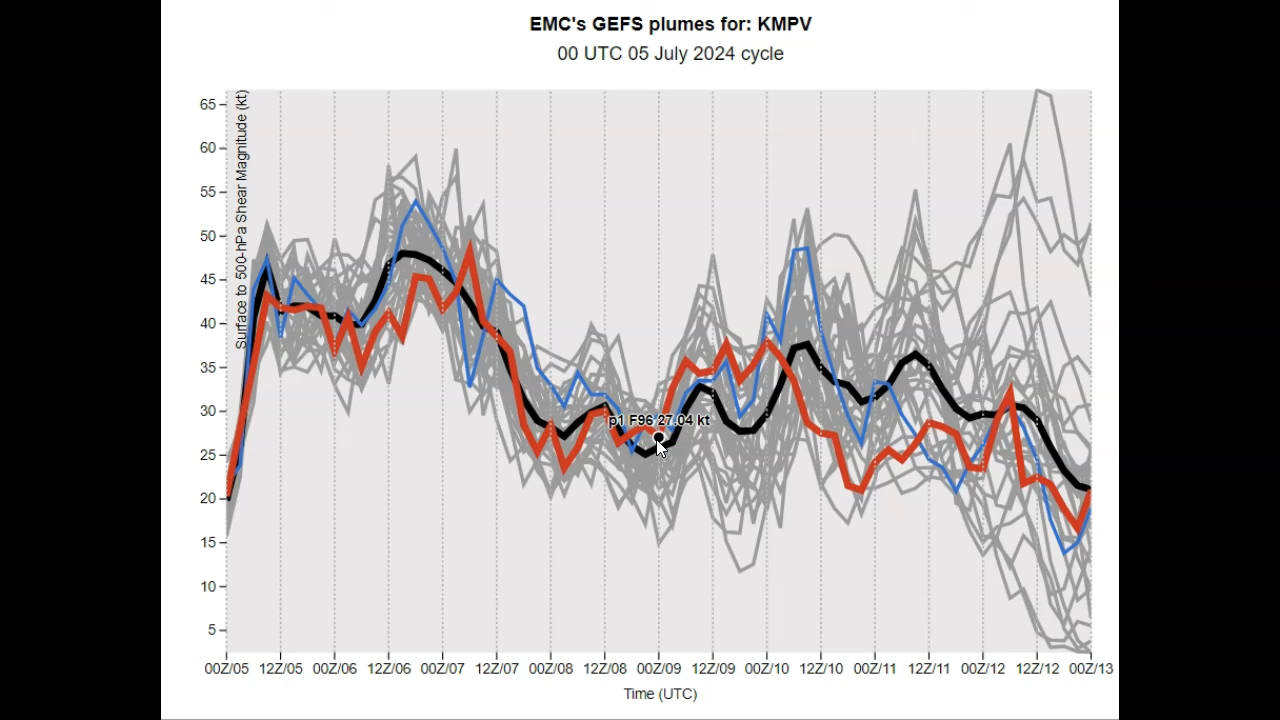 EMC's GEFS plumes for: KMPV
00 UTC 05 July 2024 cycle
Surface to 500-hPa Shear Magnitude (kt)
65
60
55
50
45
40
35
30
25
20
15
10
5
p1 F96 27.04 kt
00Z/05 12Z/05 00Z/06 12Z/06 00Z/07 12Z/07 00Z/08 12Z/08 00Z/09 12Z/09 00Z/10 12Z/10 00Z/11 12Z/11 00Z/12 12Z/12 00Z/13
Time (UTC)